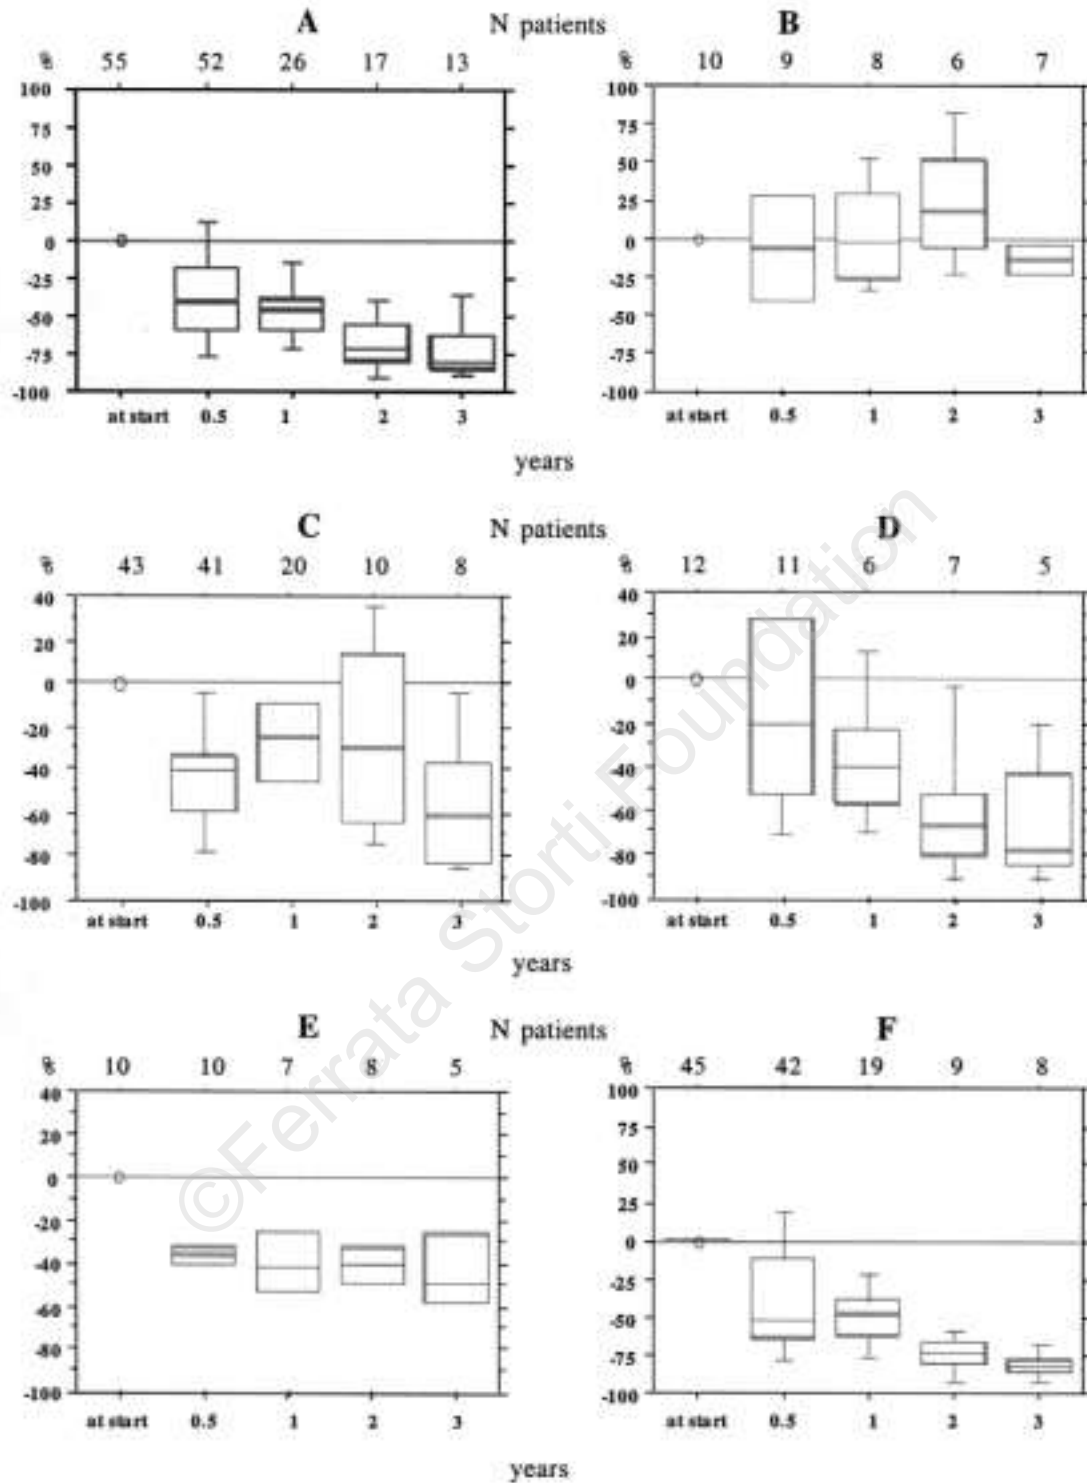 A N patients B
% 55 52 26 17 13 % 10 9 8 6 7
100 100
75 75
50 50
25 25
0 0
-25 -25
-50 -50
-75 -75
-100 -100
at start 0.5 1 2 3 at start 0.5 1 2 3
years
C N patients D
% 43 41 20 10 8 % 12 11 6 7 5
40 40
20 20
0 0
-20 -20
-40 -40
-60 -60
-80 -80
-100 -100
at start 0.5 1 2 3 at start 0.5 1 2 3
years
E N patients F
% 10 10 7 8 5 % 45 42 19 9 8
40 100
20 75
0 50
-20 25
-40 0
-60 -25
-80 -50
-100 -75
-100
at start 0.5 1 2 3 at start 0.5 1 2 3
years
©Ferrata Storti Foundation